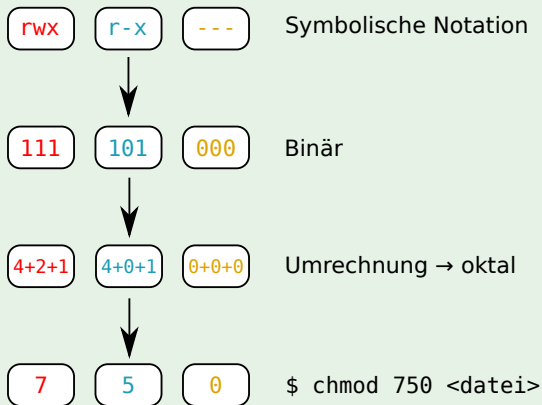 rwx r-x --- Symbolische Notation
111 101 000 Binär
4+2+1 4+0+1 0+0+0 Umrechnung → oktal
7 5 0 $ chmod 750 <datei>